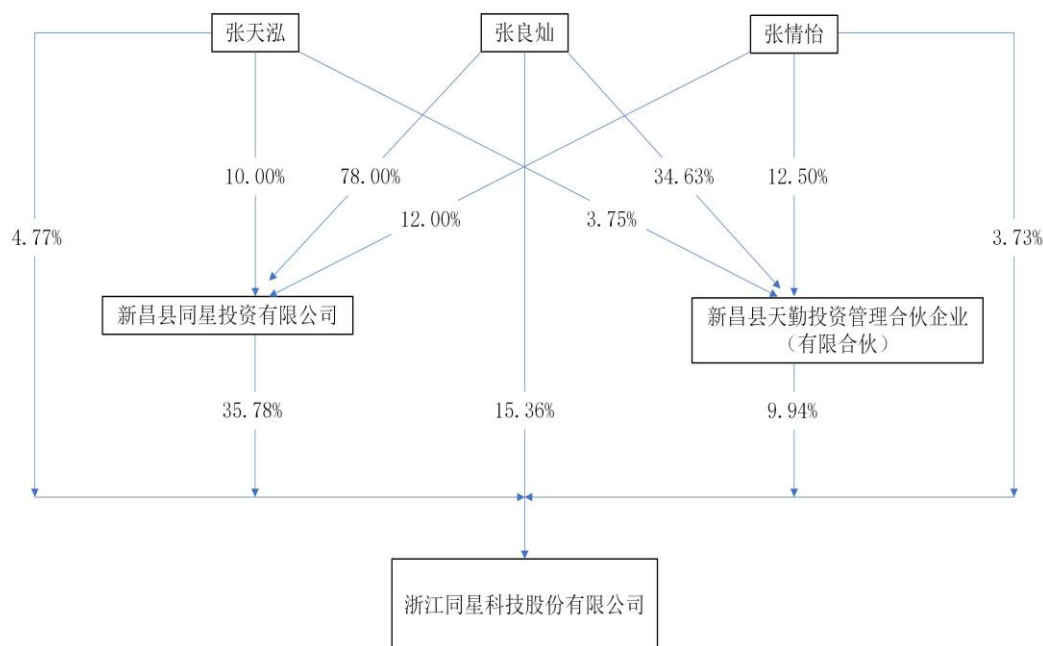 张天泓
张良灿
张情怡
10.00%
78.00%
34.63%
12.50%
4.77%
12.00%
3.75%
3.73%
新昌县同星投资有限公司
新昌县天勤投资管理合伙企业
（有限合伙）
35.78%
15.36%
9.94%
浙江同星科技股份有限公司